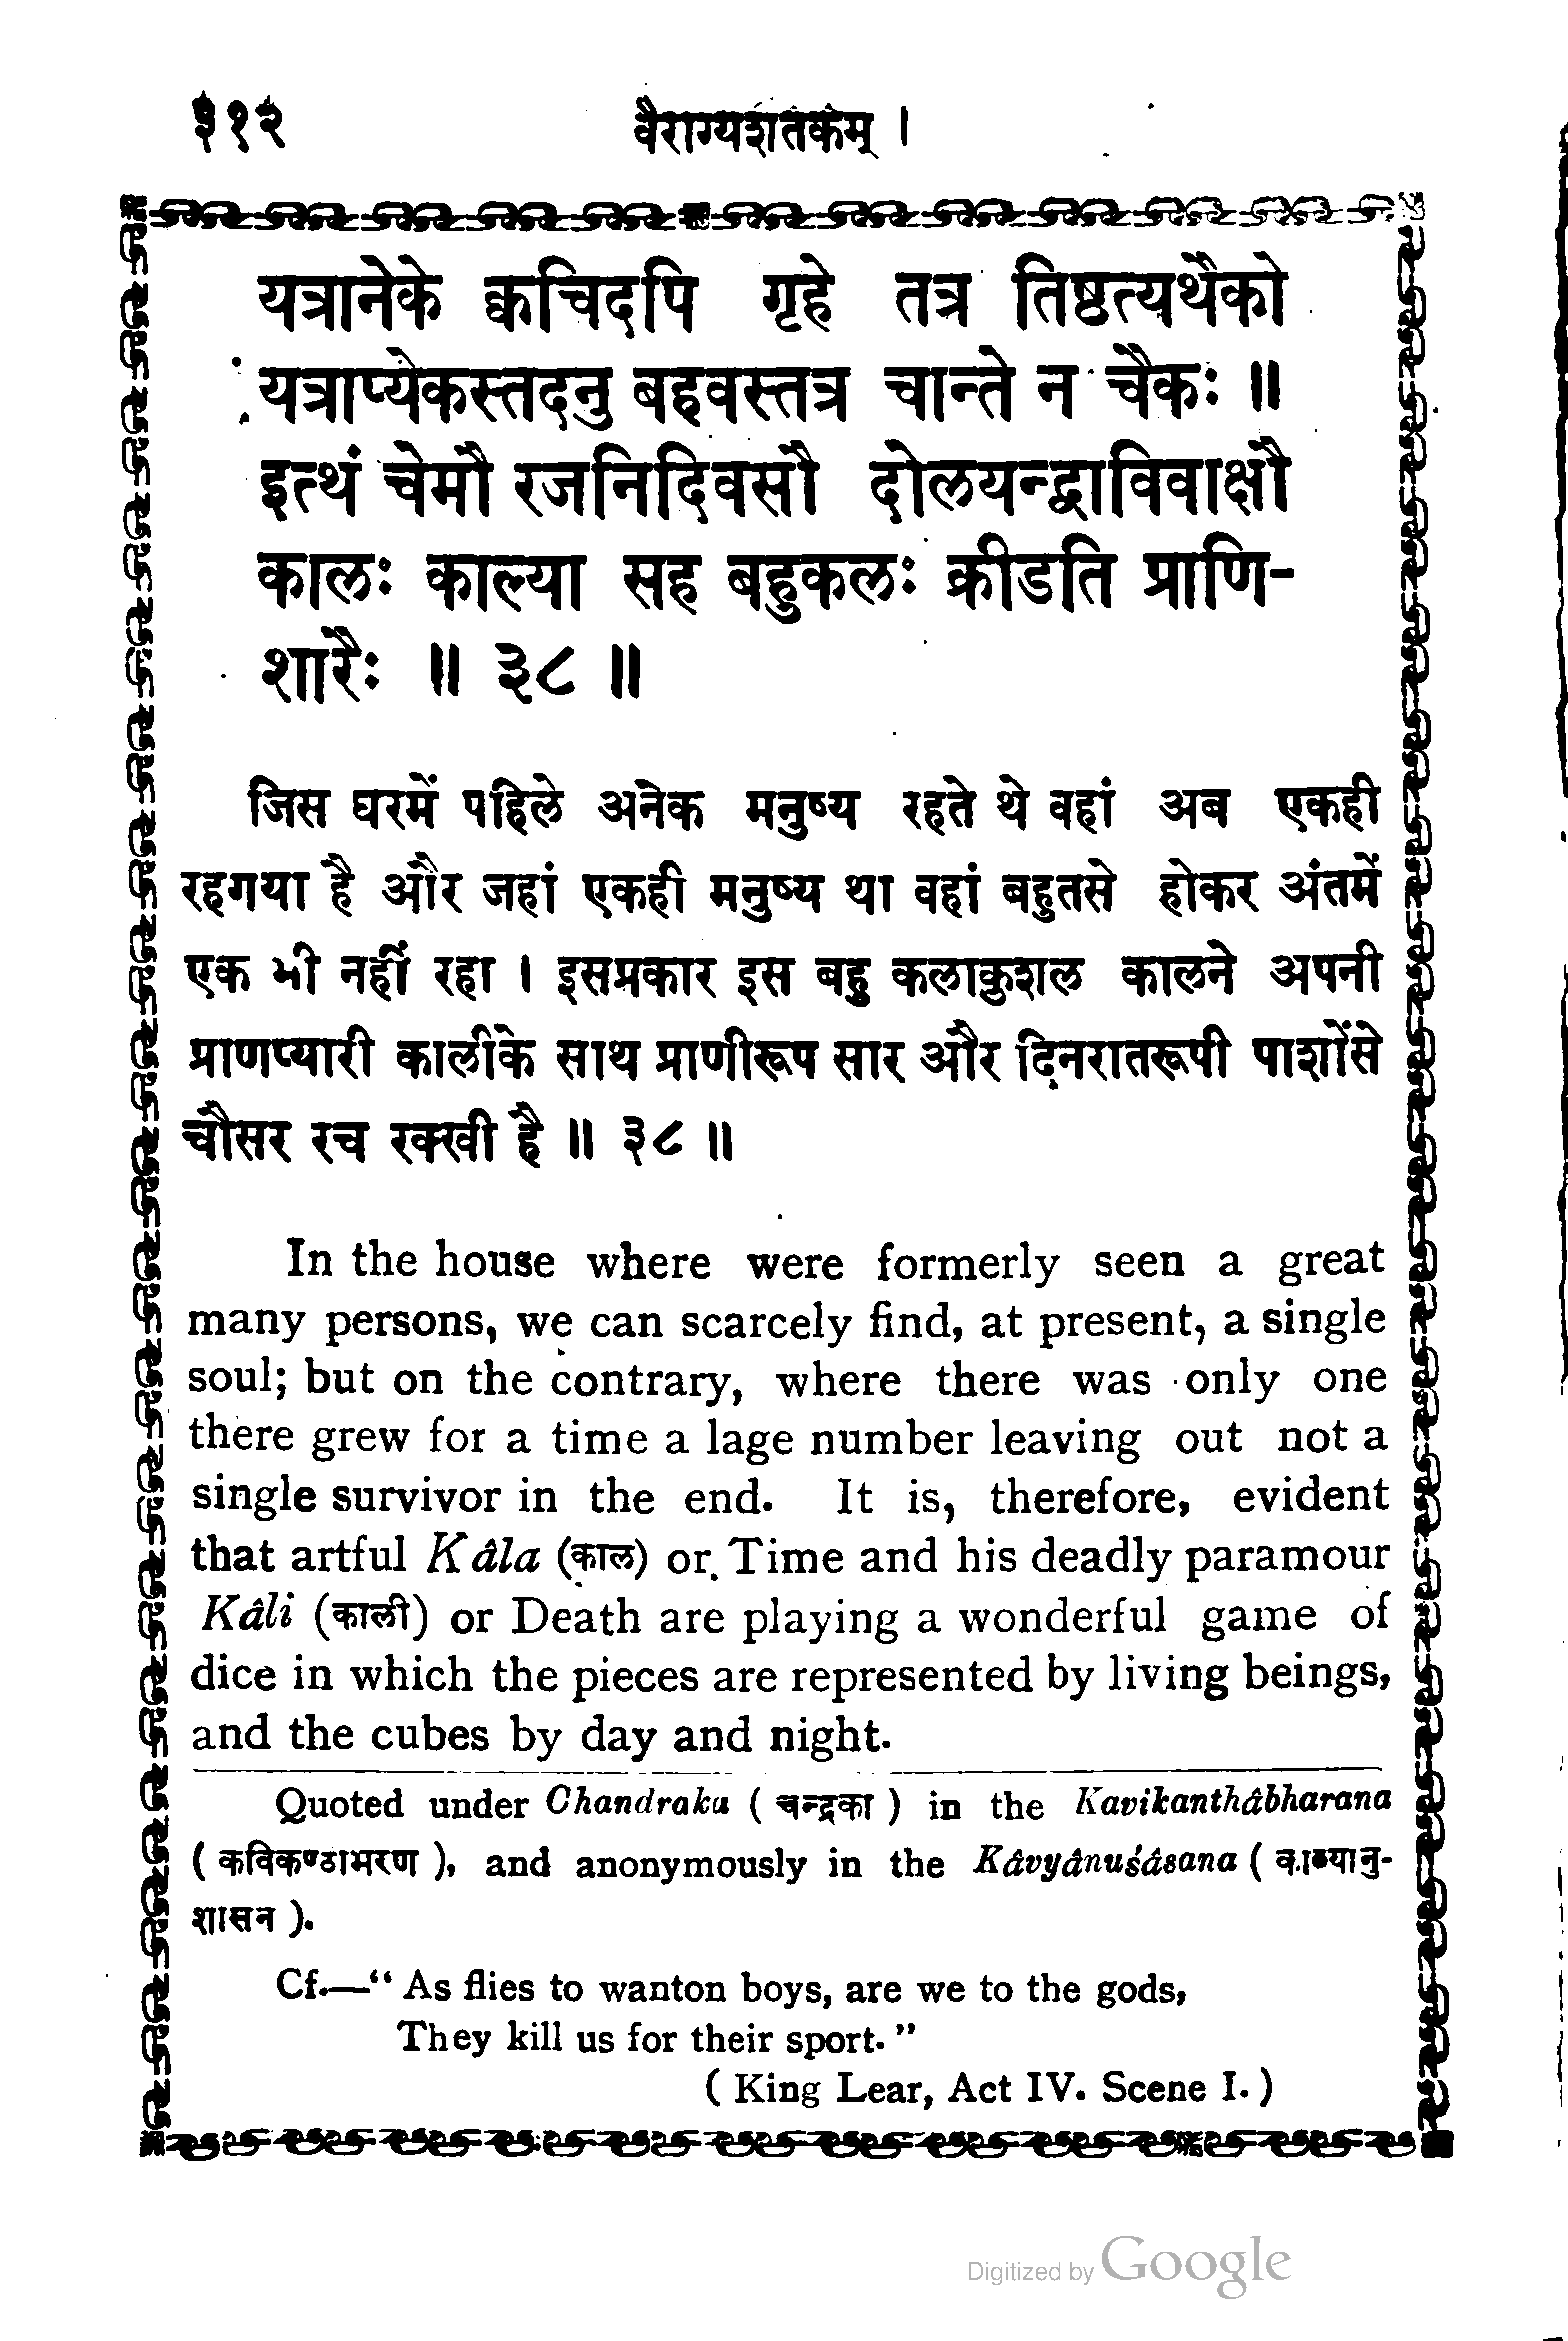 ३१२ वैराग्यशतकम् ।
यत्रानेके क्वचिदपि गृहे तत्र तिष्ठत्यथैको
यत्राप्येकस्तदनु बहवस्तत्र चान्ते न चैकः ॥
इत्थं चेमौ रजनिदिवसौ दोलयन्द्वाविवाक्षौ
कालः काल्या सह बहुकलः क्रीडति प्राणि-
शारैः ॥ ३८ ॥
जिस घरमें पहिले अनेक मनुष्य रहते थे वहां अब एकही
रहगया है और जहां एकही मनुष्य था वहां बहुतसे होकर अंतमें
एक भी नहीं रहा । इसप्रकार इस बहु कलाकुशल कालने अपनी
प्राणप्यारी कालीके साथ प्राणीरूप सार और दिनरातरूपी पाशोंसे
चौसर रच रक्खी है ॥ ३८ ॥
In the house where were formerly seen a great
many persons, we can scarcely find, at present, a single
soul; but on the contrary, where there was only one
there grew for a time a lage number leaving out not a
single survivor in the end. It is, therefore, evident
that artful Kâla (काल) or Time and his deadly paramour
Kâli (काली) or Death are playing a wonderful game of
dice in which the pieces are represented by living beings,
and the cubes by day and night.
Quoted under Chandraka ( चन्द्रका ) in the Kavikanthâbharana
( कविकण्ठाभरण ), and anonymously in the Kâvyânuśâsana ( काव्यानु-
शासन ).
Cf.—“ As flies to wanton boys, are we to the gods,
They kill us for their sport. ”
( King Lear, Act IV. Scene I. )
Digitized by Google